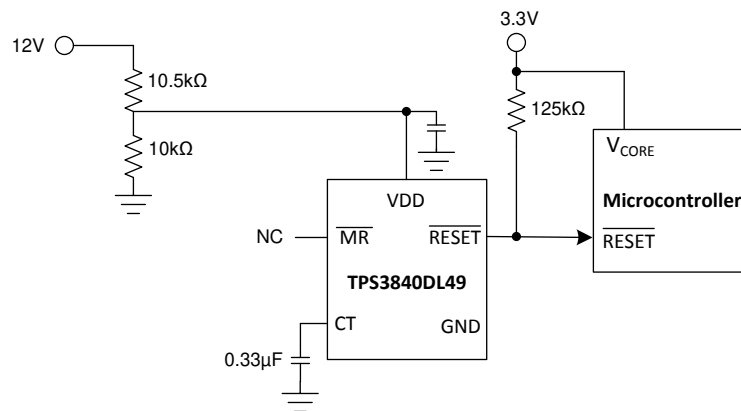 3.3V
12V
10.5kΩ
125kΩ
10kΩ
V_CORE
VDD
Microcontroller
NC
MR
RESET
RESET
TPS3840DL49
CT
GND
0.33µF